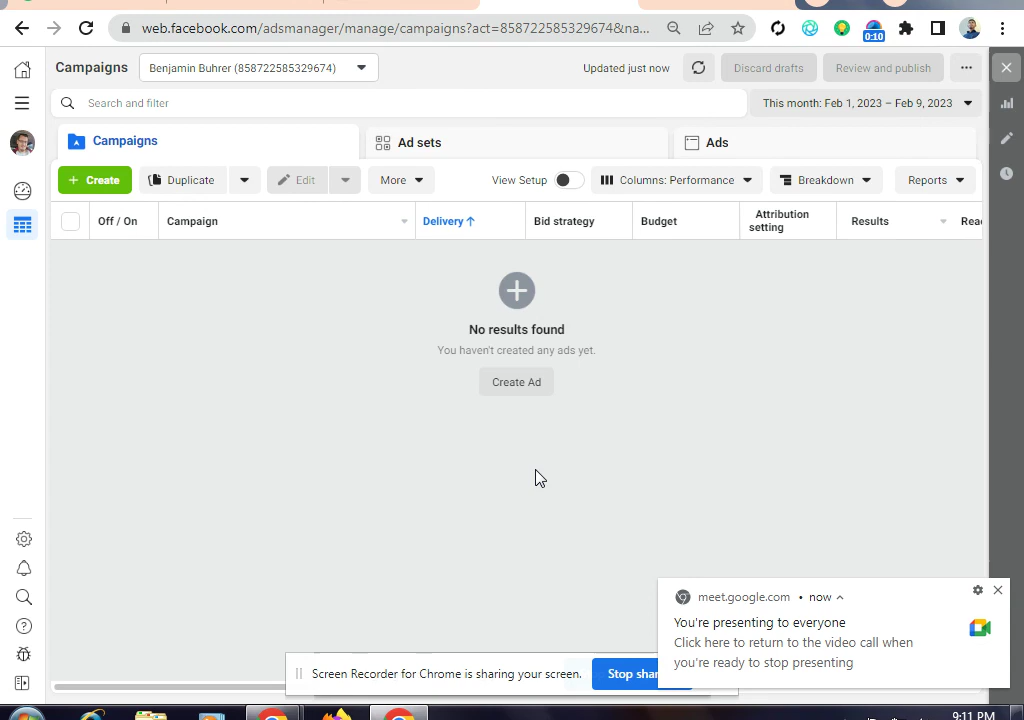 web.facebook.com/adsmanager/manage/campaigns?act=858722585329674&na...
0:10
Campaigns
Benjamin Buhrer (858722585329674)
Updated just now
Discard drafts
Review and publish
Search and filter
This month: Feb 1, 2023 – Feb 9, 2023
Campaigns
Ad sets
Ads
+ Create
Duplicate
Edit
More
View Setup
Columns: Performance
Breakdown
Reports
Off / On
Campaign
Delivery ↑
Bid strategy
Budget
Attribution
setting
Results
Reac
No results found
You haven't created any ads yet.
Create Ad
meet.google.com • now
You're presenting to everyone
Click here to return to the video call when
you're ready to stop presenting
Screen Recorder for Chrome is sharing your screen.
Stop shar
9:11 PM